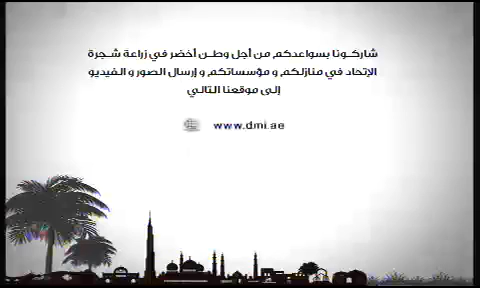 شاركونا بسواعدكم من أجل وطن أخضر في زراعة شجرة
الإتحاد في منازلكم و مؤسساتكم و إرسال الصور و الفيديو
إلى موقعنا التالي
www.dmi.ae